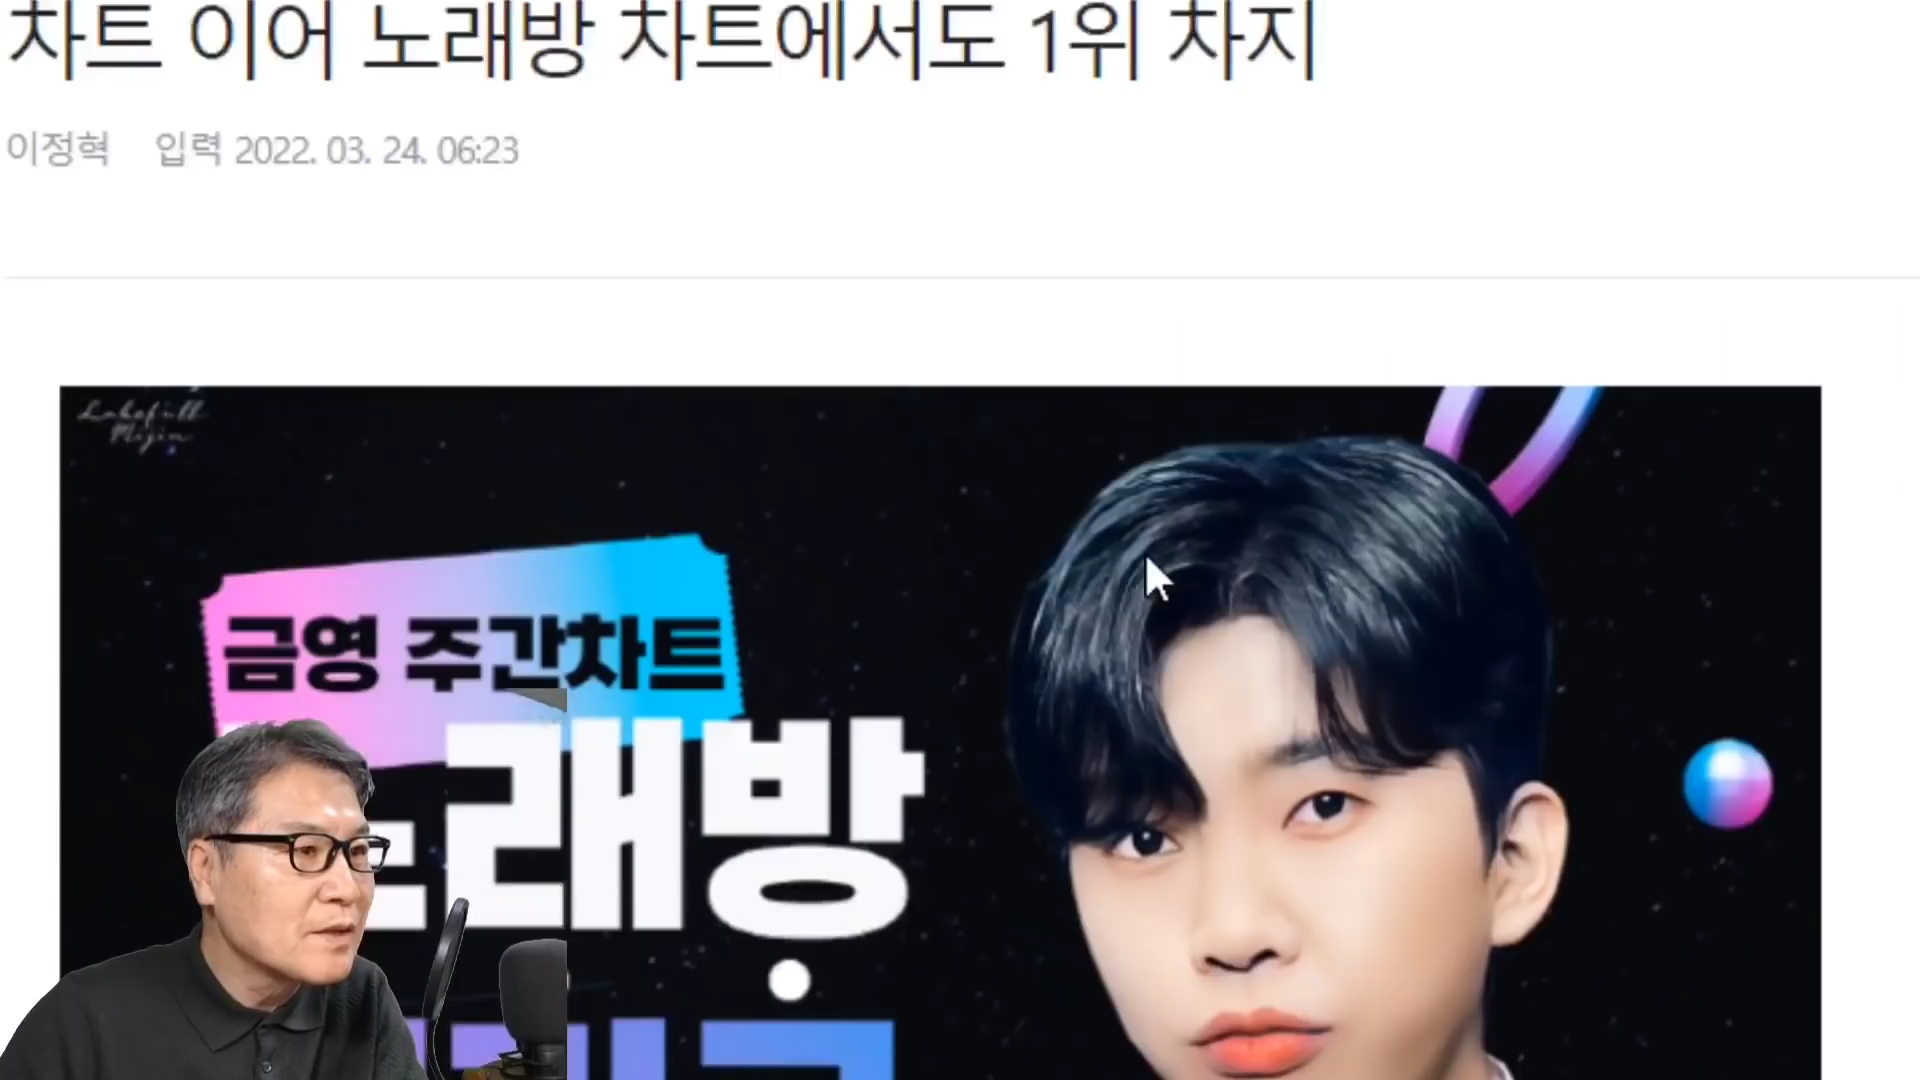 차트 이어 노래방 차트에서도 1위 차지
이정혁 입력 2022. 03. 24. 06:23
금영 주간차트
노래방